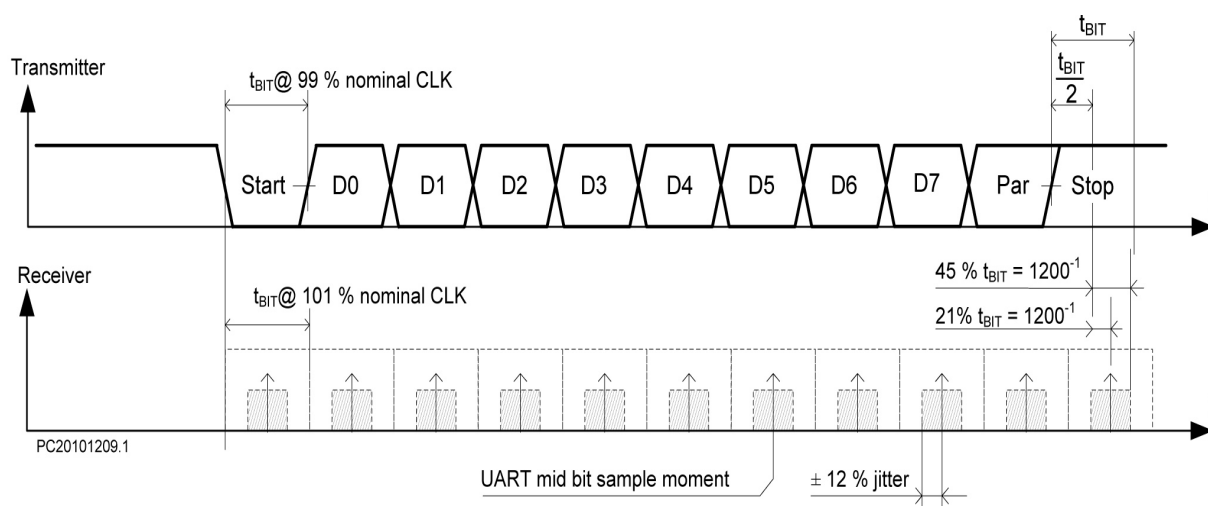 t_BIT
Transmitter
t_BIT@ 99 % nominal CLK
t_BIT
2
Start
D0
D1
D2
D3
D4
D5
D6
D7
Par
Stop
Receiver
t_BIT@ 101 % nominal CLK
45 % t_BIT = 1200⁻¹
21% t_BIT = 1200⁻¹
PC20101209.1
UART mid bit sample moment
± 12 % jitter